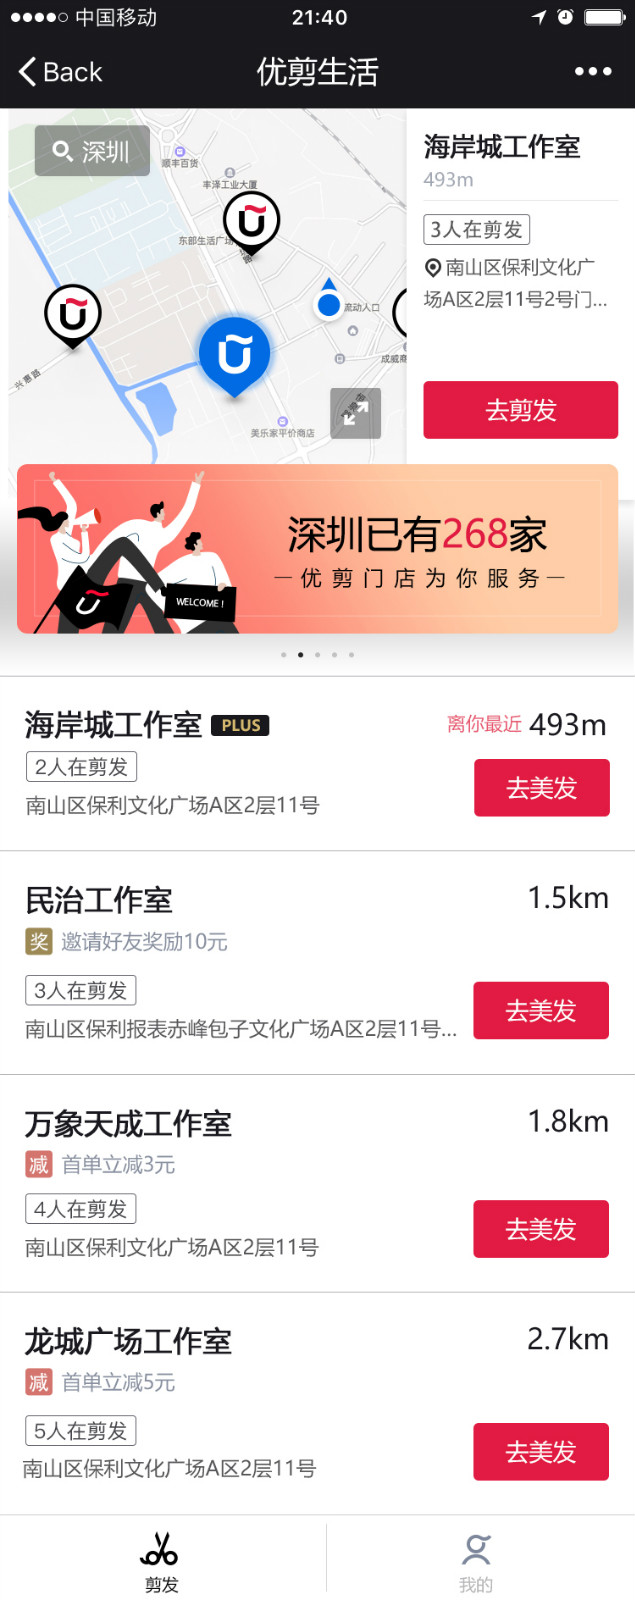 中国移动
21:40
Back
优剪生活
深圳
顺丰百货
丰泽工业大厦
东部生活广场
流动人口
成威商
兴惠路
美乐家平价商店
海岸城工作室
493m
3人在剪发
南山区保利文化广
场A区2层11号2号门...
去剪发
深圳已有268家
优剪门店为你服务
WELCOME !
海岸城工作室
PLUS
离你最近 493m
2人在剪发
南山区保利文化广场A区2层11号
去美发
民治工作室
1.5km
奖 邀请好友奖励10元
3人在剪发
南山区保利报表赤峰包子文化广场A区2层11号...
去美发
万象天成工作室
1.8km
减 首单立减3元
4人在剪发
南山区保利文化广场A区2层11号
去美发
龙城广场工作室
2.7km
减 首单立减5元
5人在剪发
南山区保利文化广场A区2层11号
去美发
剪发
我的